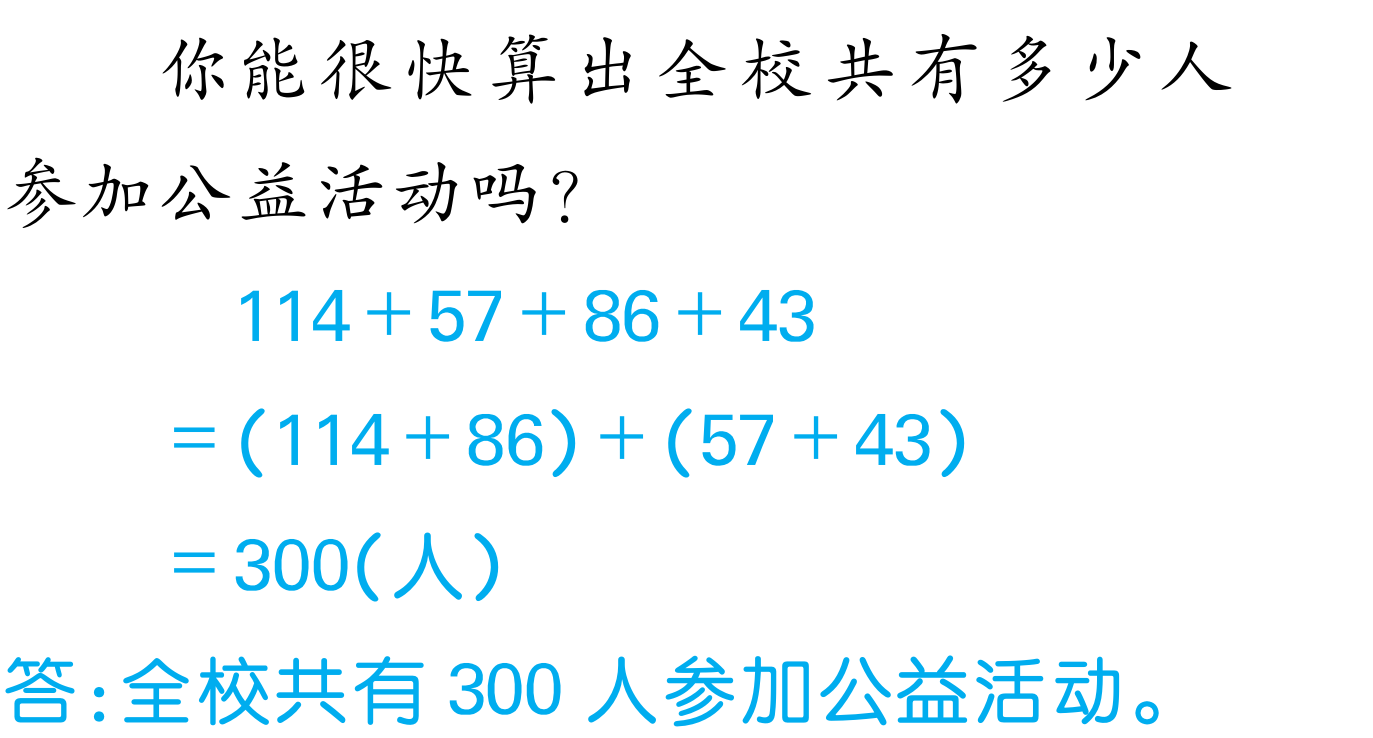 你能很快算出全校共有多少人
参加公益活动吗?
114+57+86+43
=(114+86)+(57+43)
=300(人)
答:全校共有 300 人参加公益活动。